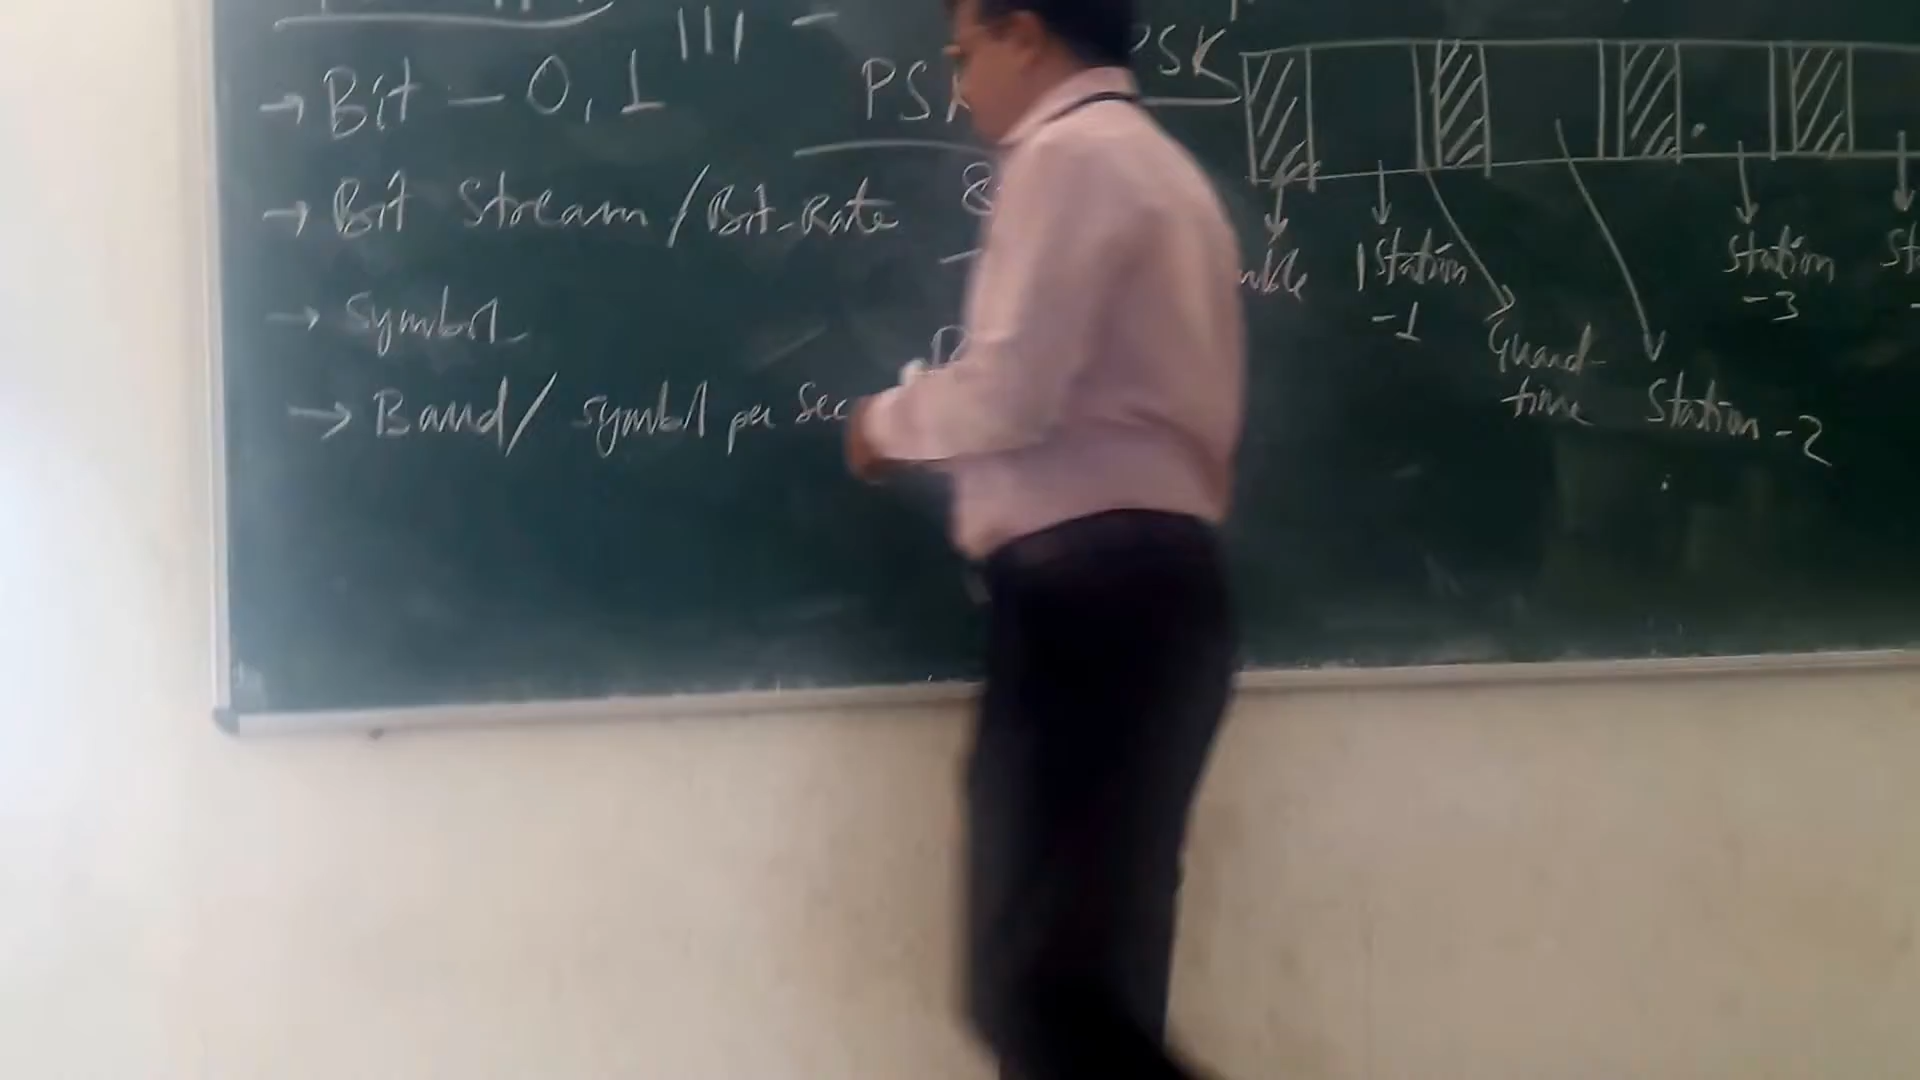 → Bit – 0, 1
111 –
→ Bit Stream / Bit-Rate
→ Symbol
→ Baud / Symbol per Sec
PSK
PSK
8
Station
-1
Guard
time
Station -2
Station
-3